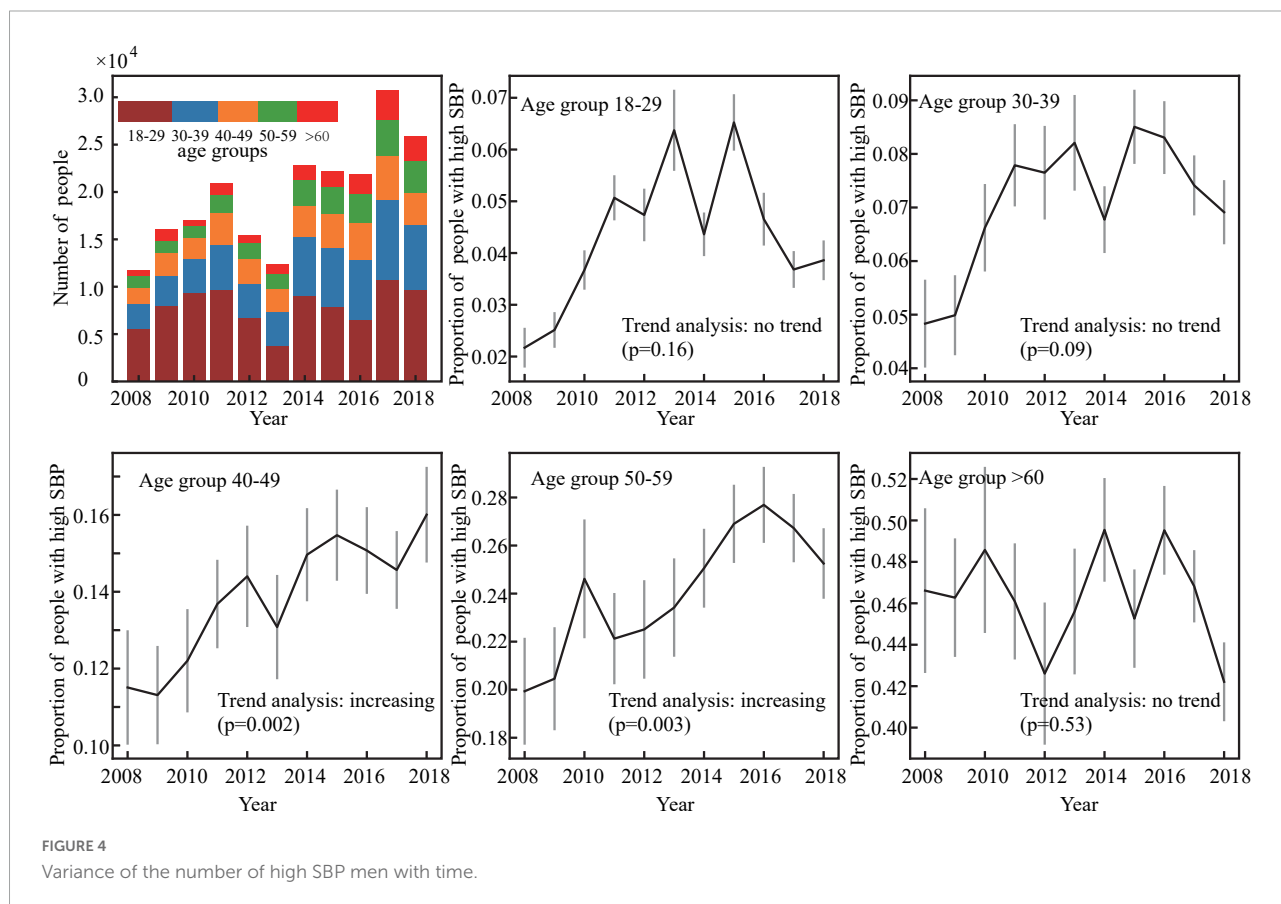 ×10⁴
3.0
2.5
2.0
1.5
1.0
0.5
0
Number of people
18-29 30-39 40-49 50-59 >60
age groups
2008 2010 2012 2014 2016 2018
Year
Age group 18-29
0.07
0.06
0.05
0.04
0.03
0.02
Proportion of people with high SBP
Trend analysis: no trend
(p=0.16)
2008 2010 2012 2014 2016 2018
Year
Age group 30-39
0.09
0.08
0.07
0.06
0.05
0.04
Proportion of people with high SBP
Trend analysis: no trend
(p=0.09)
2008 2010 2012 2014 2016 2018
Year
Age group 40-49
0.16
0.14
0.12
0.10
Proportion of people with high SBP
Trend analysis: increasing
(p=0.002)
2008 2010 2012 2014 2016 2018
Year
Age group 50-59
0.28
0.26
0.24
0.22
0.20
0.18
Proportion of people with high SBP
Trend analysis: increasing
(p=0.003)
2008 2010 2012 2014 2016 2018
Year
Age group >60
0.52
0.50
0.48
0.46
0.44
0.42
0.40
Proportion of people with high SBP
Trend analysis: no trend
(p=0.53)
2008 2010 2012 2014 2016 2018
Year
FIGURE 4
Variance of the number of high SBP men with time.